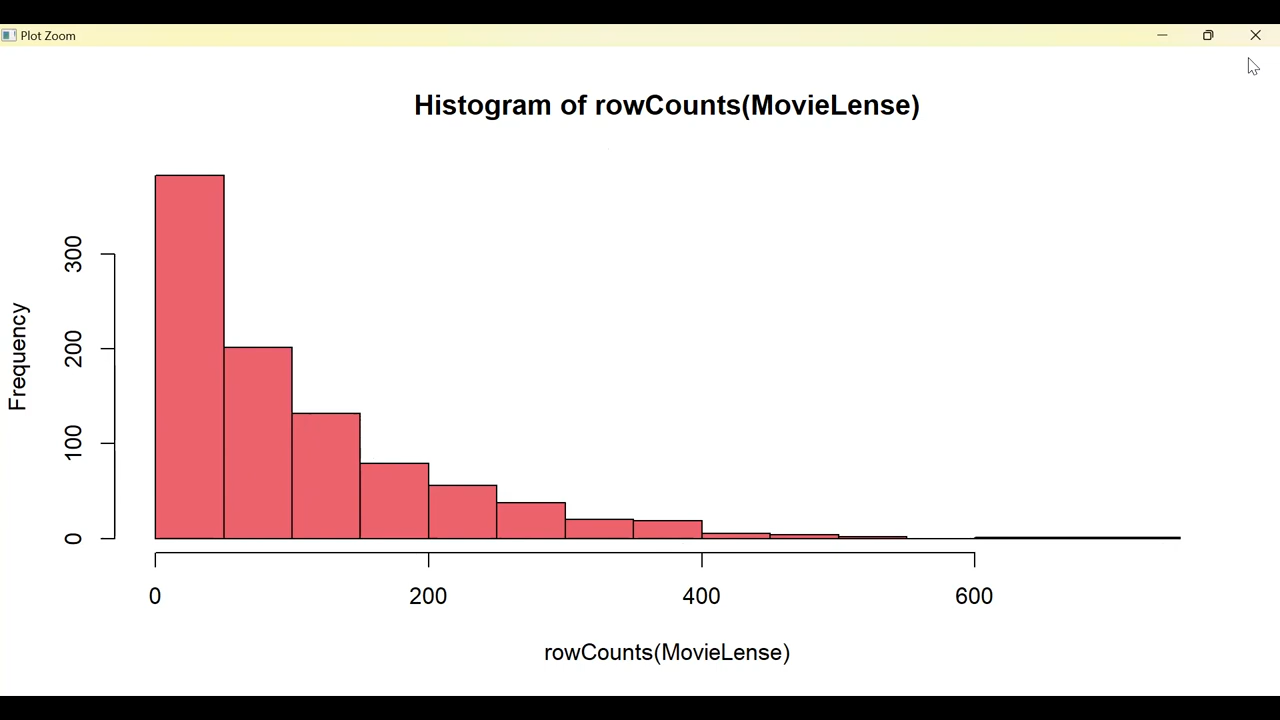 Plot Zoom
Histogram of rowCounts(MovieLense)
Frequency
300
200
100
0
0 200 400 600
rowCounts(MovieLense)